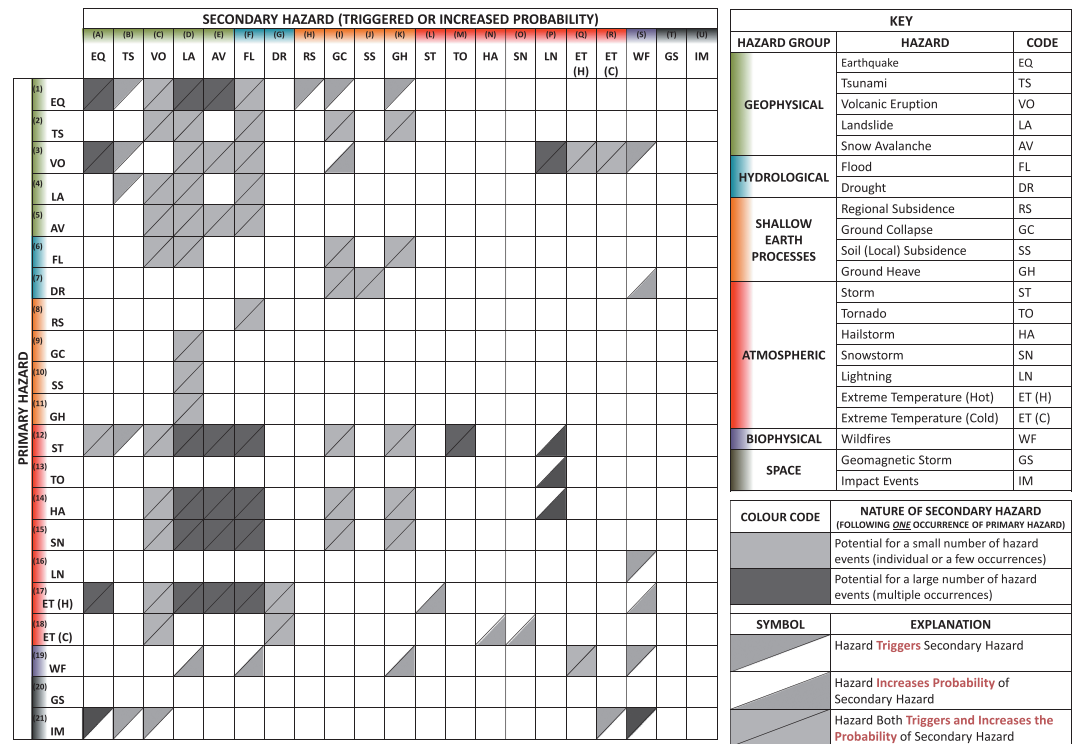 SECONDARY HAZARD (TRIGGERED OR INCREASED PROBABILITY)
(A) (B) (C) (D) (E) (F) (G) (H) (I) (J) (K) (L) (M) (N) (O) (P) (Q) (R) (S) (T) (U)
EQ TS VO LA AV FL DR RS GC SS GH ST TO HA SN LN ET (H) ET (C) WF GS IM
PRIMARY HAZARD
(1) EQ
(2) TS
(3) VO
(4) LA
(5) AV
(6) FL
(7) DR
(8) RS
(9) GC
(10) SS
(11) GH
(12) ST
(13) TO
(14) HA
(15) SN
(16) LN
(17) ET (H)
(18) ET (C)
(19) WF
(20) GS
(21) IM
KEY
HAZARD GROUP HAZARD CODE
GEOPHYSICAL
Earthquake EQ
Tsunami TS
Volcanic Eruption VO
Landslide LA
Snow Avalanche AV
HYDROLOGICAL
Flood FL
Drought DR
SHALLOW
EARTH
PROCESSES
Regional Subsidence RS
Ground Collapse GC
Soil (Local) Subsidence SS
Ground Heave GH
ATMOSPHERIC
Storm ST
Tornado TO
Hailstorm HA
Snowstorm SN
Lightning LN
Extreme Temperature (Hot) ET (H)
Extreme Temperature (Cold) ET (C)
BIOPHYSICAL
Wildfires WF
SPACE
Geomagnetic Storm GS
Impact Events IM
COLOUR CODE
NATURE OF SECONDARY HAZARD
(FOLLOWING ONE OCCURRENCE OF PRIMARY HAZARD)
Potential for a small number of hazard
events (individual or a few occurrences)
Potential for a large number of hazard
events (multiple occurrences)
SYMBOL EXPLANATION
Hazard Triggers Secondary Hazard
Hazard Increases Probability of
Secondary Hazard
Hazard Both Triggers and Increases the
Probability of Secondary Hazard